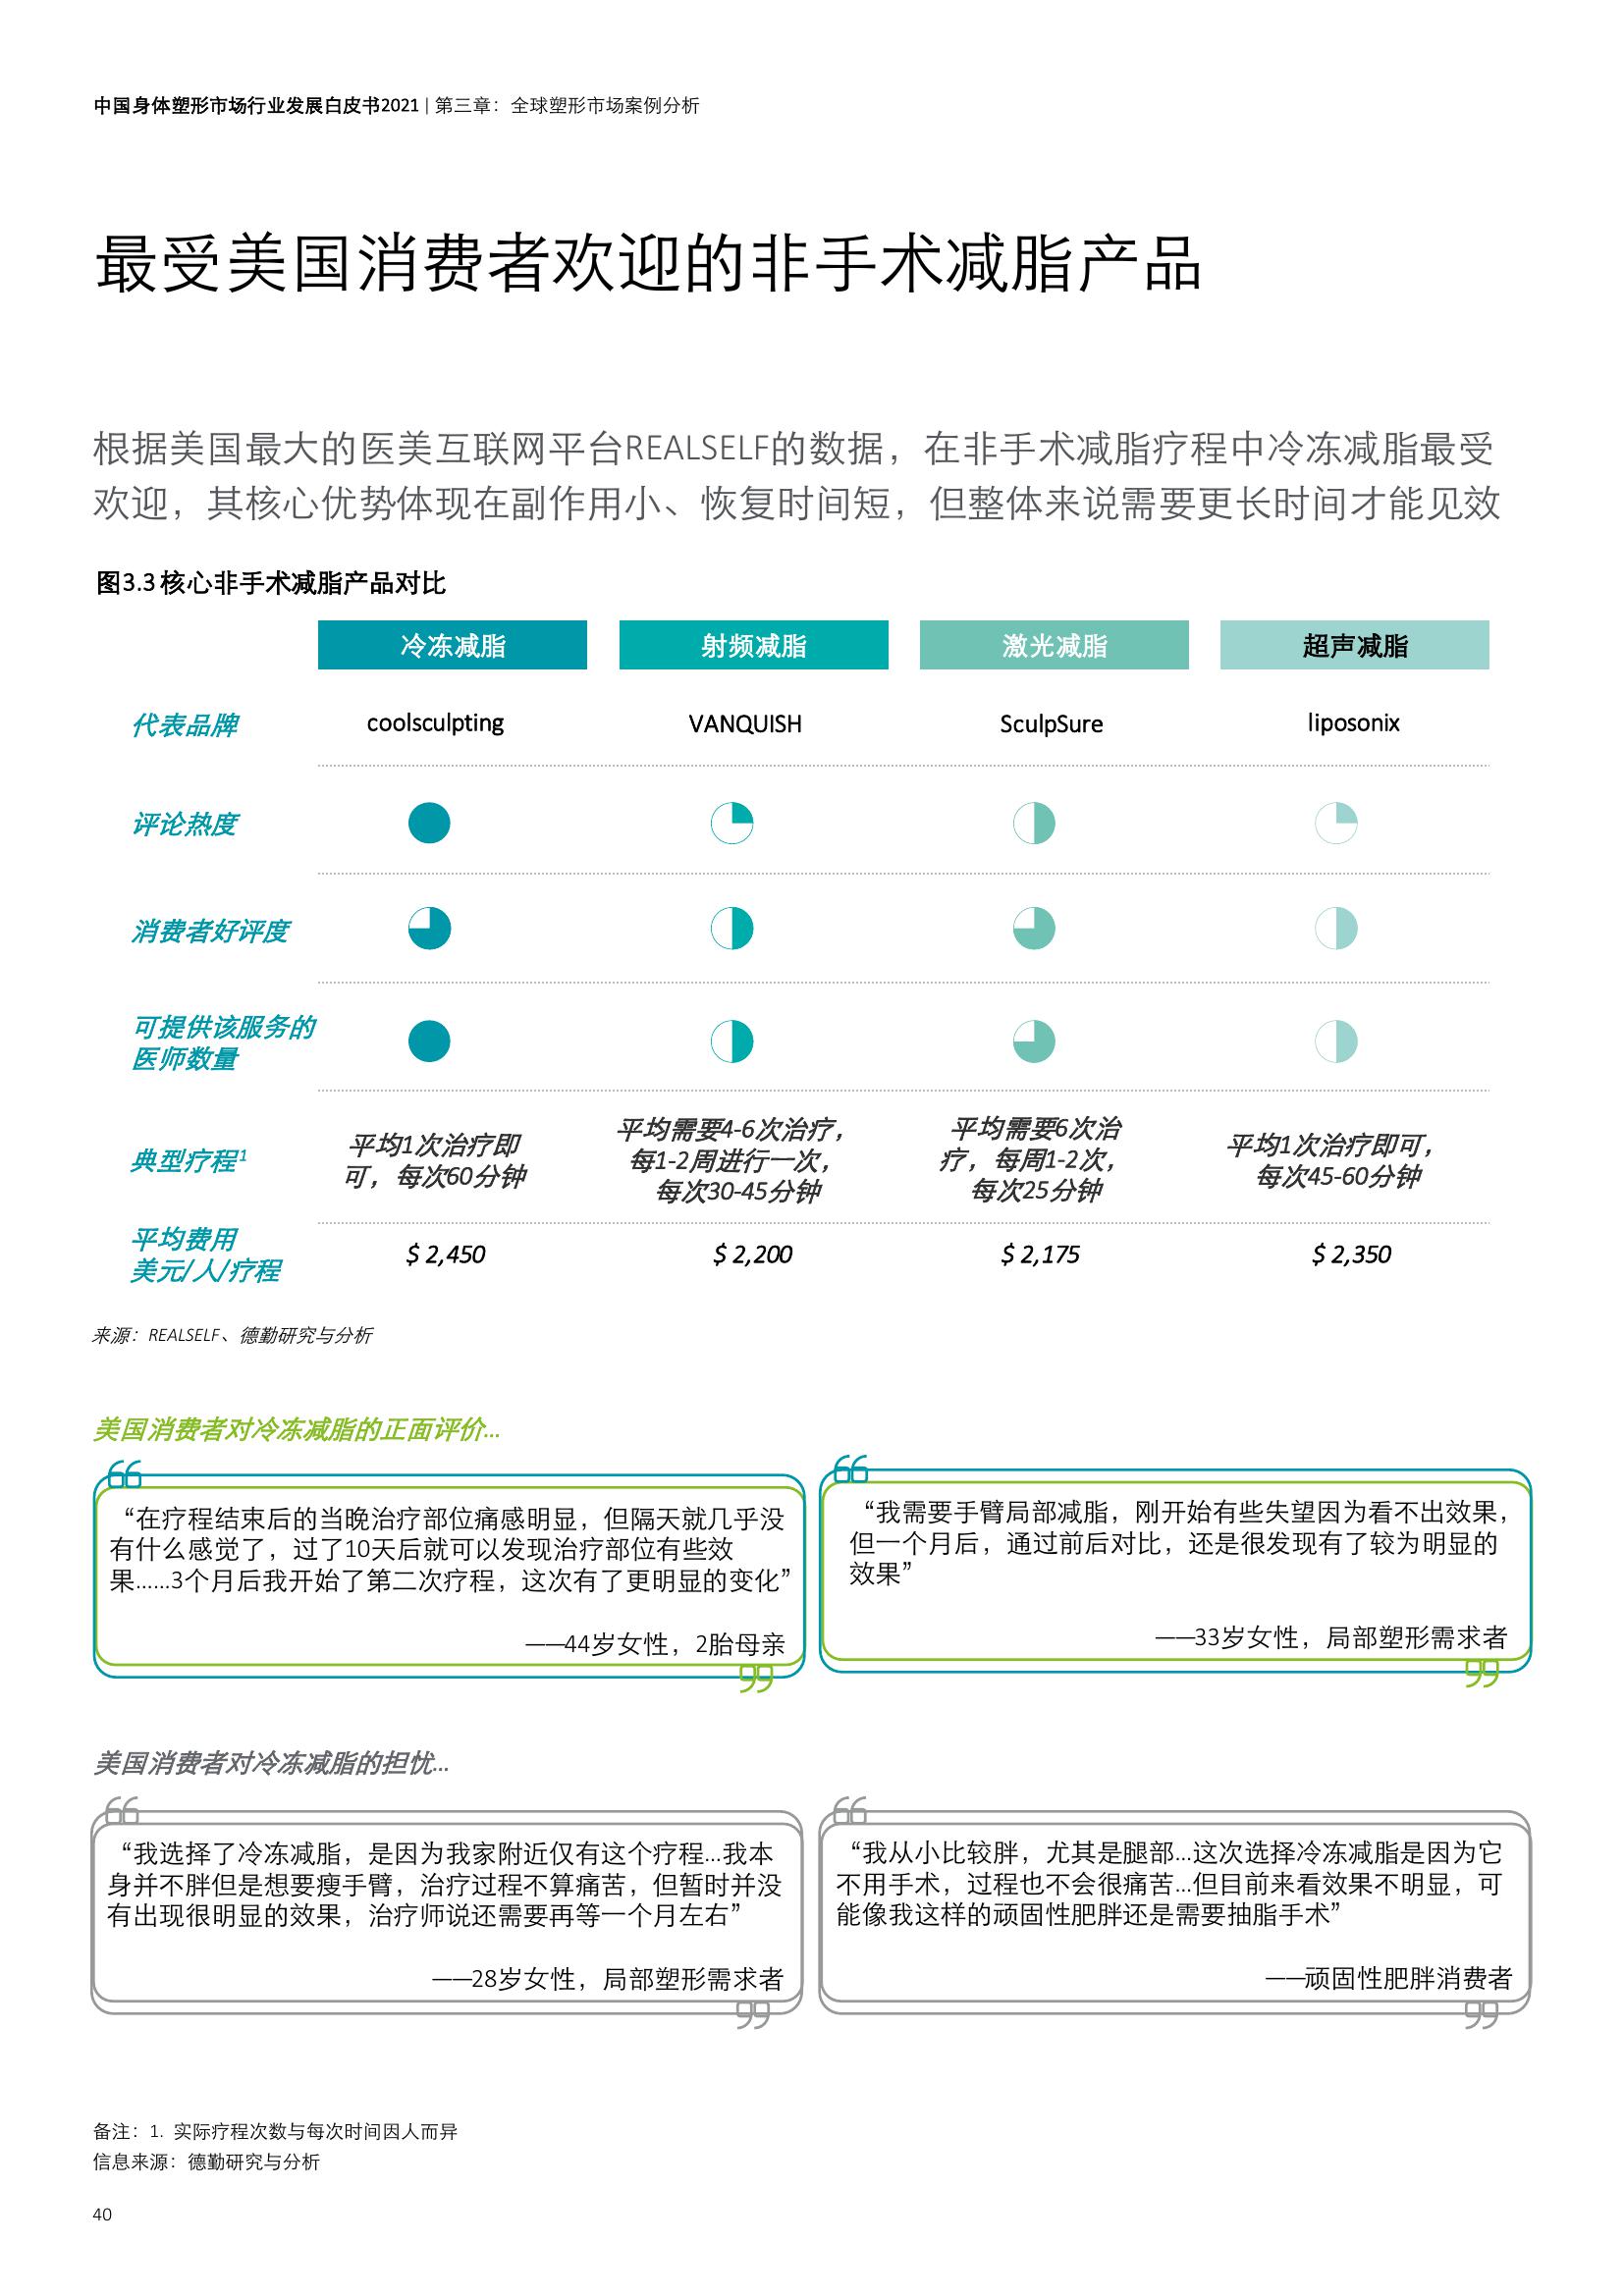 中国身体塑形市场行业发展白皮书2021 | 第三章：全球塑形市场案例分析
最受美国消费者欢迎的非手术减脂产品
根据美国最大的医美互联网平台REALSELF的数据，在非手术减脂疗程中冷冻减脂最受
欢迎，其核心优势体现在副作用小、恢复时间短，但整体来说需要更长时间才能见效
图3.3 核心非手术减脂产品对比
冷冻减脂 射频减脂 激光减脂 超声减脂
代表品牌 coolsculpting VANQUISH SculpSure liposonix
评论热度
消费者好评度
可提供该服务的
医师数量
典型疗程1
平均1次治疗即
可，每次60分钟
平均需要4-6次治疗，
每1-2周进行一次，
每次30-45分钟
平均需要6次治
疗，每周1-2次，
每次25分钟
平均1次治疗即可，
每次45-60分钟
平均费用
美元/人/疗程
$ 2,450 $ 2,200 $ 2,175 $ 2,350
来源：REALSELF、德勤研究与分析
美国消费者对冷冻减脂的正面评价...
“在疗程结束后的当晚治疗部位痛感明显，但隔天就几乎没
有什么感觉了，过了10天后就可以发现治疗部位有些效
果......3个月后我开始了第二次疗程，这次有了更明显的变化”
——44岁女性，2胎母亲
“我需要手臂局部减脂，刚开始有些失望因为看不出效果，
但一个月后，通过前后对比，还是很发现有了较为明显的
效果”
——33岁女性，局部塑形需求者
美国消费者对冷冻减脂的担忧...
“我选择了冷冻减脂，是因为我家附近仅有这个疗程...我本
身并不胖但是想要瘦手臂，治疗过程不算痛苦，但暂时并没
有出现很明显的效果，治疗师说还需要再等一个月左右”
——28岁女性，局部塑形需求者
“我从小比较胖，尤其是腿部...这次选择冷冻减脂是因为它
不用手术，过程也不会很痛苦...但目前来看效果不明显，可
能像我这样的顽固性肥胖还是需要抽脂手术”
——顽固性肥胖消费者
备注：1. 实际疗程次数与每次时间因人而异
信息来源：德勤研究与分析
40